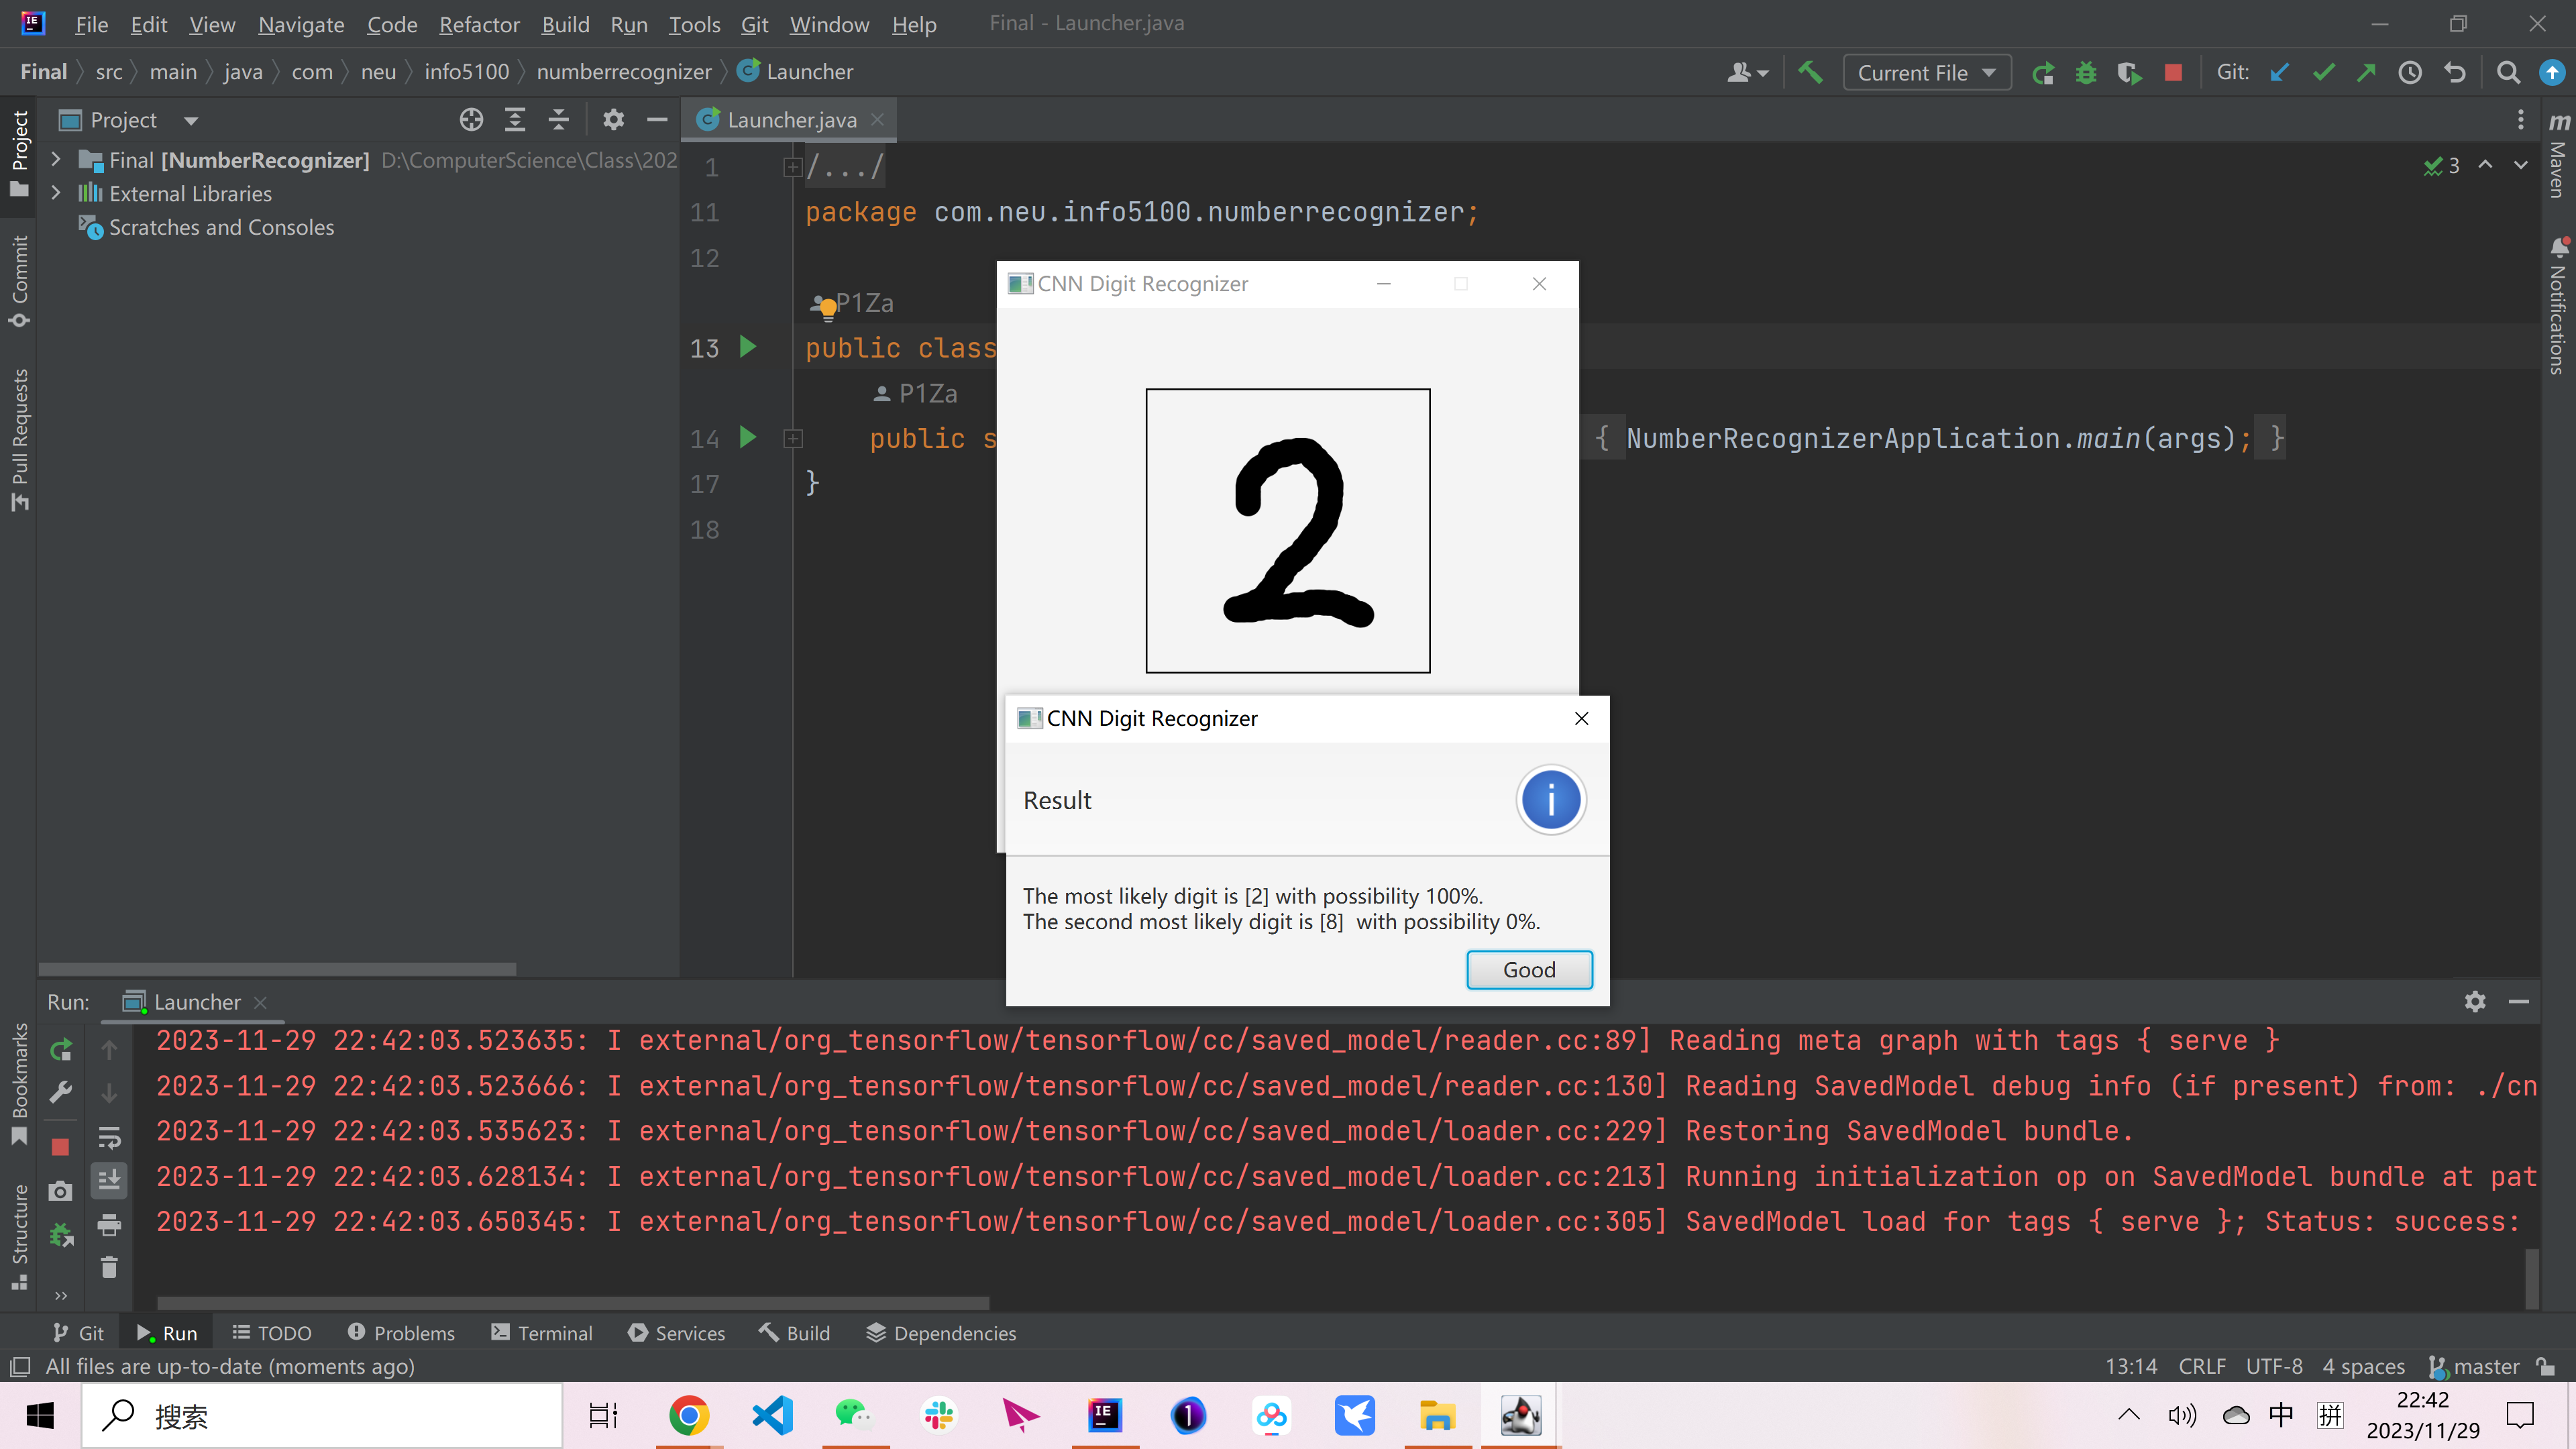 File Edit View Navigate Code Refactor Build Run Tools Git Window Help Final - Launcher.java
Final src main java com neu info5100 numberrecognizer Launcher Current File Git:
Project
Launcher.java
Final [NumberRecognizer] D:\ComputerScience\Class\202
External Libraries
Scratches and Consoles
Project
Commit
Pull Requests
Bookmarks
Structure
1 /.../
11 package com.neu.info5100.numberrecognizer;
12
P1Za
13 public class
P1Za
14 public s { NumberRecognizerApplication.main(args); }
17 }
18
3
Maven
Notifications
CNN Digit Recognizer
2
CNN Digit Recognizer
Result
The most likely digit is [2] with possibility 100%.
The second most likely digit is [8]  with possibility 0%.
Good
Run: Launcher
2023-11-29 22:42:03.523635: I external/org_tensorflow/tensorflow/cc/saved_model/reader.cc:89] Reading meta graph with tags { serve }
2023-11-29 22:42:03.523666: I external/org_tensorflow/tensorflow/cc/saved_model/reader.cc:130] Reading SavedModel debug info (if present) from: ./cn
2023-11-29 22:42:03.535623: I external/org_tensorflow/tensorflow/cc/saved_model/loader.cc:229] Restoring SavedModel bundle.
2023-11-29 22:42:03.628134: I external/org_tensorflow/tensorflow/cc/saved_model/loader.cc:213] Running initialization op on SavedModel bundle at pat
2023-11-29 22:42:03.650345: I external/org_tensorflow/tensorflow/cc/saved_model/loader.cc:305] SavedModel load for tags { serve }; Status: success:
Git Run TODO Problems Terminal Services Build Dependencies
All files are up-to-date (moments ago) 13:14 CRLF UTF-8 4 spaces master
搜索
中 拼
22:42
2023/11/29